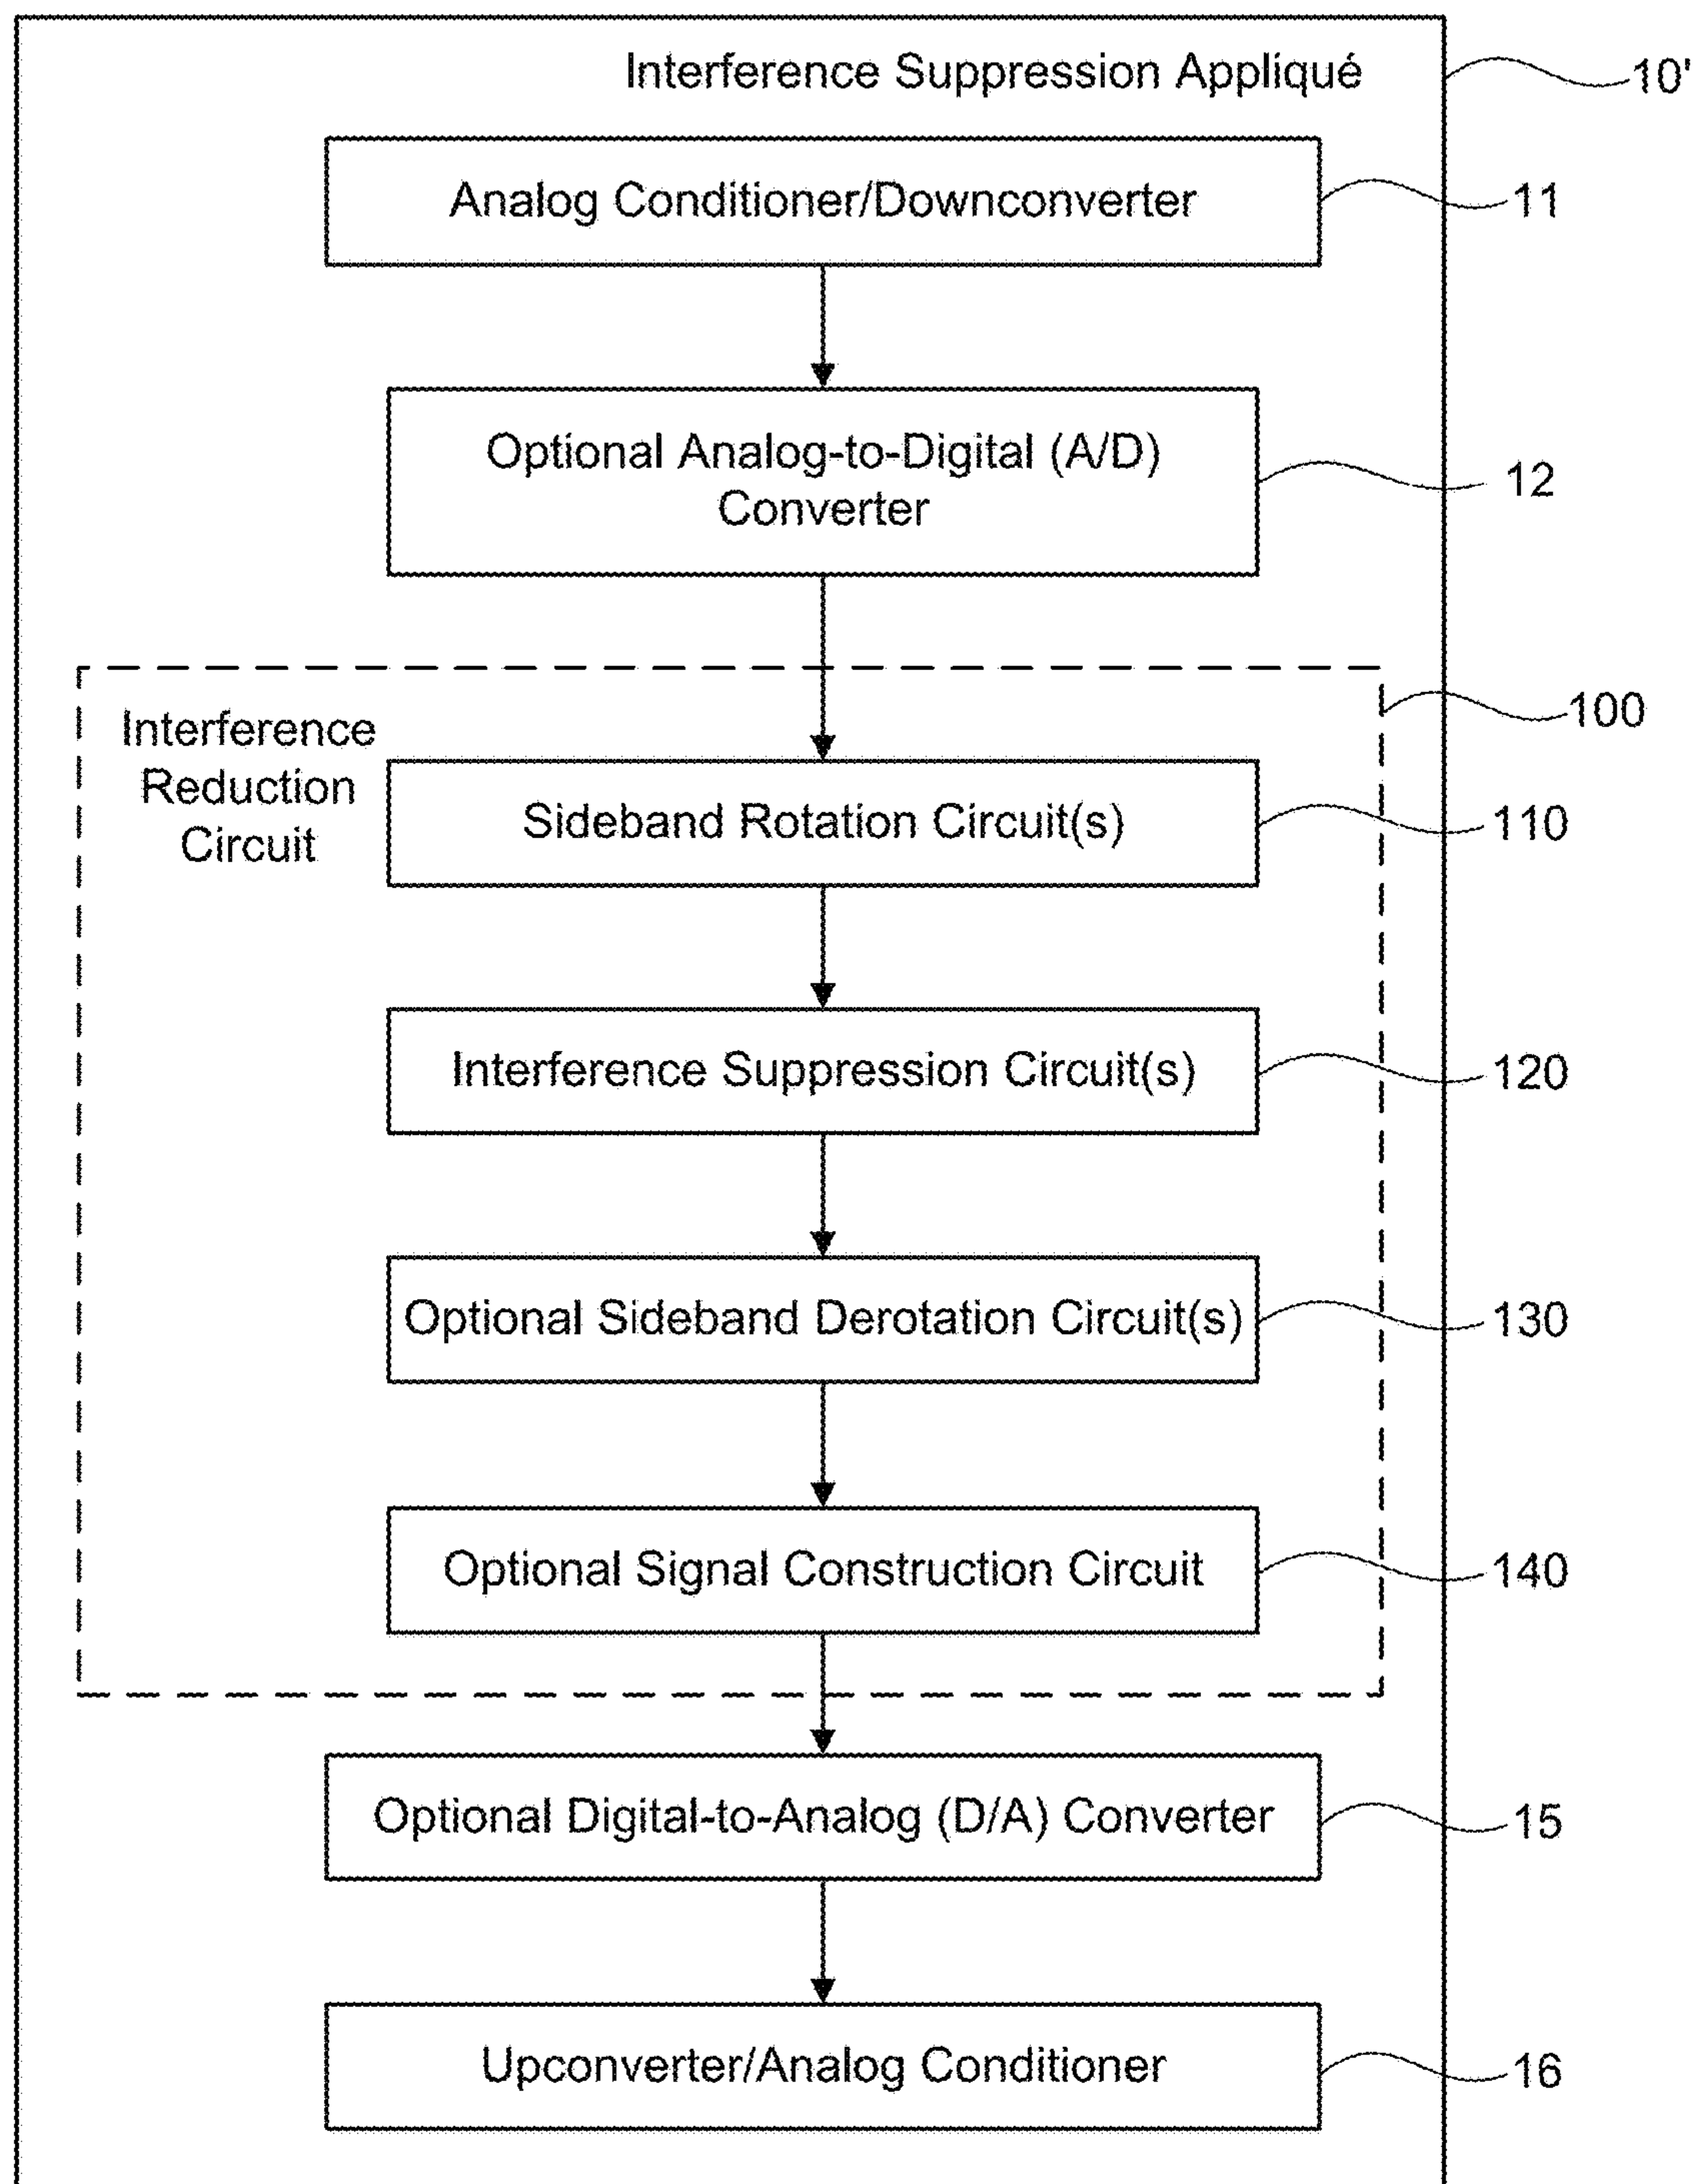 Interference Suppression Appliqué
10'
Analog Conditioner/Downconverter
11
Optional Analog-to-Digital (A/D)
Converter
12
100
Interference
Reduction
Circuit
Sideband Rotation Circuit(s)
110
Interference Suppression Circuit(s)
120
Optional Sideband Derotation Circuit(s)
130
Optional Signal Construction Circuit
140
Optional Digital-to-Analog (D/A) Converter
15
Upconverter/Analog Conditioner
16